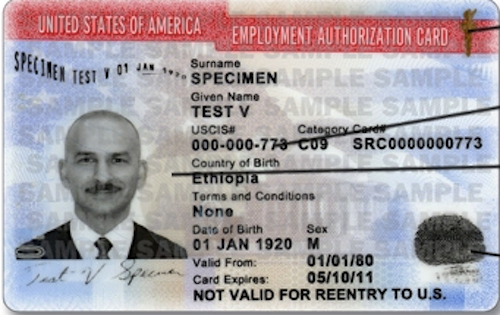 UNITED STATES OF AMERICA
EMPLOYMENT AUTHORIZATION CARD
SPECIMEN TEST V 01 JAN
Surname
SPECIMEN
Given Name
TEST V
USCIS# Category Card#
000-000-773 C09 SRC0000000773
Country of Birth
Ethiopia
Terms and Conditions
None
Date of Birth Sex
01 JAN 1920 M
Valid From: 01/01/80
Card Expires: 05/10/11
NOT VALID FOR REENTRY TO U.S.
Test V Specimen
SAMPLE SAMPLE SAMPLE